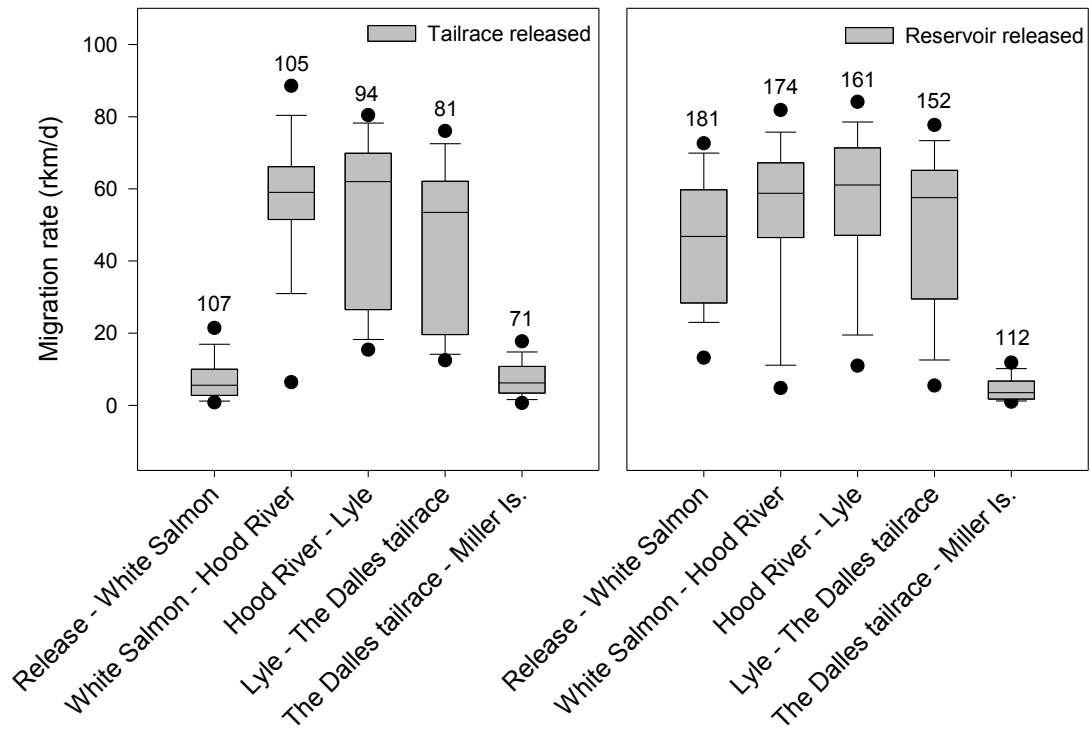 Migration rate (rkm/d)
100
80
60
40
20
0
Tailrace released
107
105
94
81
71
Release - White Salmon
White Salmon - Hood River
Hood River - Lyle
Lyle - The Dalles tailrace
The Dalles tailrace - Miller Is.
Reservoir released
181
174
161
152
112
Release - White Salmon
White Salmon - Hood River
Hood River - Lyle
Lyle - The Dalles tailrace
The Dalles tailrace - Miller Is.